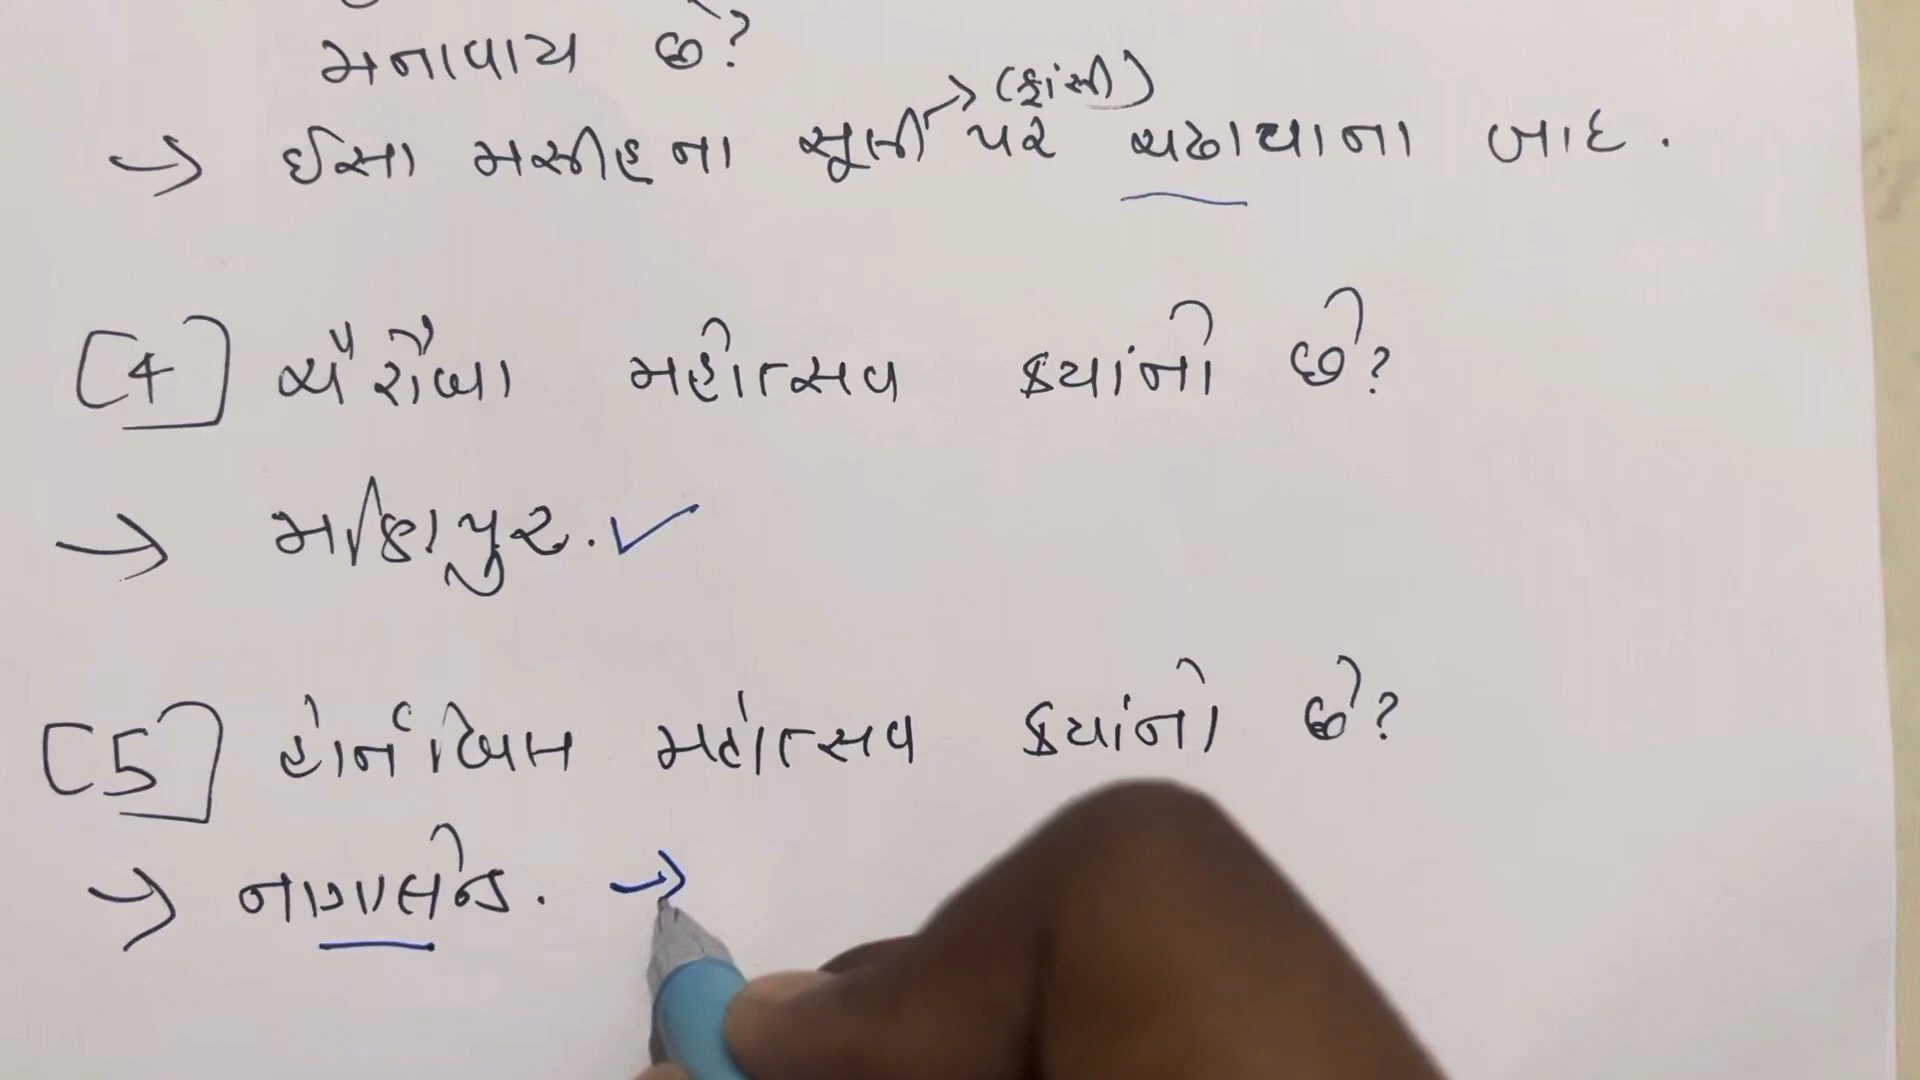 મનાવાય છે?
→ (ફાંસી)
→ ઈસા મસીહના સૂલી પર ચઢાવાના બાદ.
[4] ચૈરોબા મહોત્સવ ક્યાંનો છે?
→ મણિપુર. ✓
[5] હોર્નબિલ મહોત્સવ ક્યાંનો છે?
→ નાગાલેન્ડ. →